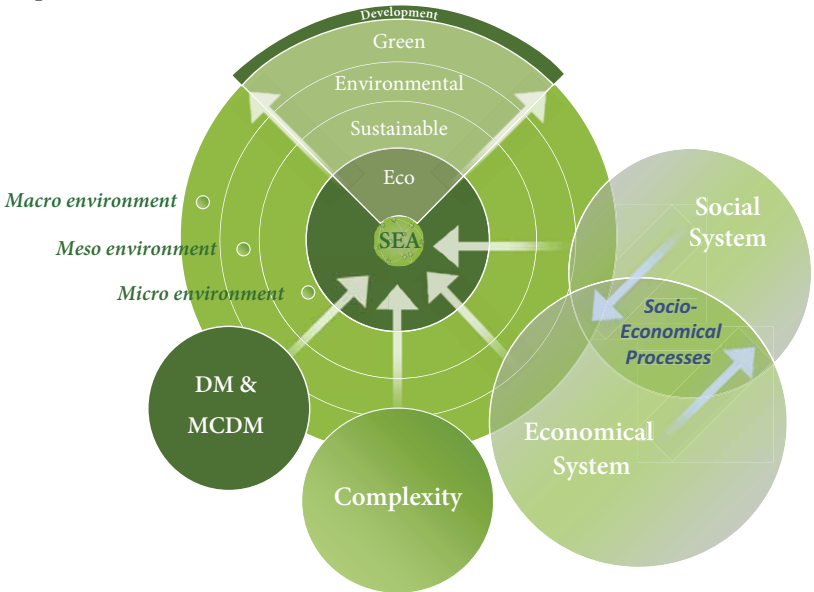 Development
Green
Environmental
Sustainable
Eco
SEA
Macro environment
Meso environment
Micro environment
Social
System
Socio-
Economical
Processes
DM &
MCDM
Economical
System
Complexity